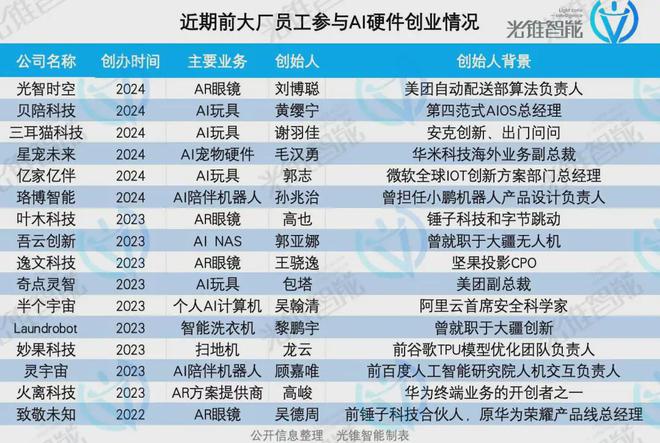 近期前大厂员工参与AI硬件创业情况
光锥智能
公司名称 创办时间 主要业务 创始人 创始人背景
光智时空 2024 AR眼镜 刘博聪 美团自动配送部算法负责人
贝陪科技 2024 AI玩具 黄缨宁 第四范式AIOS总经理
三耳猫科技 2024 AI玩具 谢羽佳 安克创新、出门问问
星宠未来 2024 AI宠物硬件 毛汉勇 华米科技海外业务副总裁
亿家亿伴 2024 AI玩具 郭志 微软全球IOT创新方案部门总经理
珞博智能 2024 AI陪伴机器人 孙兆治 曾担任小鹏机器人产品设计负责人
叶木科技 2023 AR眼镜 高也 锤子科技和字节跳动
吾云创新 2023 AI NAS 郭亚娜 曾就职于大疆无人机
逸文科技 2023 AR眼镜 王骁逸 坚果投影CPO
奇点灵智 2023 AI玩具 包塔 美团副总裁
半个宇宙 2023 个人AI计算机 吴翰清 阿里云首席安全科学家
Laundrobot 2023 智能洗衣机 黎鹏宇 曾就职于大疆创新
妙果科技 2023 扫地机 龙云 前谷歌TPU模型优化团队负责人
灵宇宙 2023 AI陪伴机器人 顾嘉唯 前百度人工智能研究院人机交互负责人
火离科技 2023 AR方案提供商 高峻 华为终端业务的开创者之一
致敬未知 2022 AR眼镜 吴德周 前锤子科技合伙人，原华为荣耀产品线总经理
公开信息整理 光锥智能制表